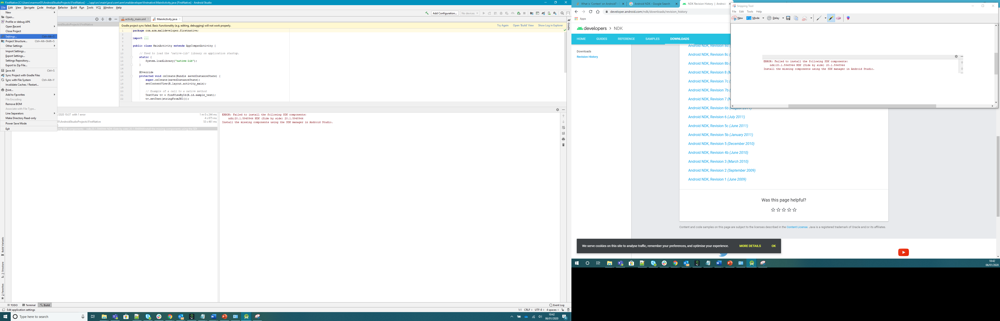 FirstNative [C:\Users\marmor05\AndroidStudioProjects\FirstNative] - ...\app\src\main\java\com\arm\malideveloper\firstnative\MainActivity.java [FirstNative] - Android Studio
File Edit View Navigate Code Analyze Refactor Build Run Tools VCS Window Help
New
Open...
Profile or debug APK
Open Recent
Close Project
Settings... Ctrl+Alt+S
Project Structure... Ctrl+Alt+Shift+S
Other Settings
Import Settings...
Export Settings...
Settings Repository...
Export to Zip File...
Save All Ctrl+S
Sync Project with Gradle Files
Sync with File System Ctrl+Alt+Y
Invalidate Caches / Restart...
Print...
Add to Favorites
File Encoding
Remove BOM
Associate with File Type...
Line Separators
Make Directory Read-only
Power Save Mode
Exit
Add Configuration... No devices
roidStudioProjects\FirstNative
activity_main.xml MainActivity.java
Gradle project sync failed. Basic functionality (e.g. editing, debugging) will not work properly. Try Again Open 'Build' View Show Log in Explorer
Gradle
1 package com.arm.malideveloper.firstnative;
2
3 import ...
7
8 public class MainActivity extends AppCompatActivity {
9
10 // Used to load the 'native-lib' library on application startup.
11 static {
12 System.loadLibrary("native-lib");
13 }
14
15 @Override
16 protected void onCreate(Bundle savedInstanceState) {
17 super.onCreate(savedInstanceState);
18 setContentView(R.layout.activity_main);
19
20 // Example of a call to a native method
21 TextView tv = findViewById(R.id.sample_text);
22 tv.setText(stringFromJNI());
/2020 10:37 with 1 error 1 m 0 s 244 ms
4 s 875 ms
5\AndroidStudioProjects\FirstNative 53 s 461 ms
ing SDK components: ndk;20.1.5948944 NDK (Side by side) 20.1.5948944Install the missing components using the SDI
ERROR: Failed to install the following SDK components:
ndk;20.1.5948944 NDK (Side by side) 20.1.5948944
Install the missing components using the SDK manager in Android Studio.
Build Variants
Z: Structure
2: Favorites
TODO Terminal Build Event Log
Edit application settings 1:1 CRLF UTF-8 4 spaces
Type here to search
10:42
06/01/2020
4
What is 'Context' on Android? - Android NDK - Google Search NDK Revision History | Android
developer.android.com/ndk/downloads/revision_history
Apps
developers > NDK
HOME GUIDES REFERENCE SAMPLES DOWNLOADS
Downloads
Revision History
Android NDK, Revision 8d
Android NDK, Revision 8c (
Android NDK, Revision 8b (
Android NDK, Revision 8 (M
Android NDK, Revision 7c (
Android NDK, Revision 7b (
Android NDK, Revision 7 (N
Android NDK, Revision 6b (August 2011)
Android NDK, Revision 6 (July 2011)
Android NDK, Revision 5c (June 2011)
Android NDK, Revision 5b (January 2011)
Android NDK, Revision 5 (December 2010)
Android NDK, Revision 4b (June 2010)
Android NDK, Revision 3 (March 2010)
Android NDK, Revision 2 (September 2009)
Android NDK, Revision 1 (June 2009)
Was this page helpful?
Content and code samples on this page are subject to the licenses described in the Content License. Java is a registered trademark of Oracle and/or its affiliates.
We serve cookies on this site to analyse traffic, remember your preferences, and optimise your experience. MORE DETAILS OK
Snipping Tool
File Edit Tools Help
New Mode Delay
ERROR: Failed to install the following SDK components:
ndk;20.1.5948944 NDK (Side by side) 20.1.5948944
Install the missing components using the SDK manager in Android Studio.
10:42
06/01/2020